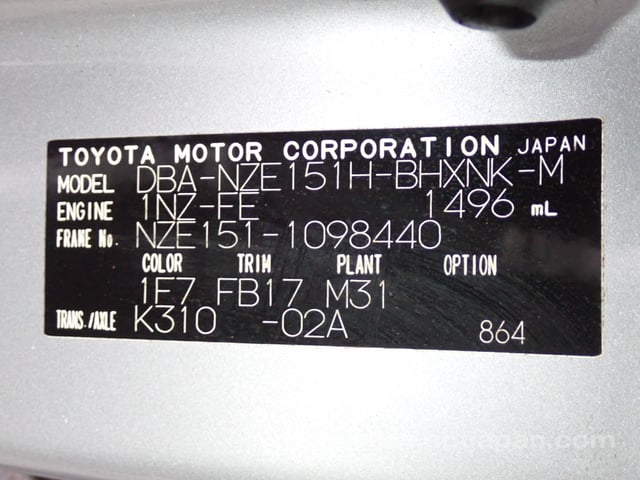 TOYOTA MOTOR CORPORATION JAPAN
MODEL DBA-NZE151H-BHXNK-M
ENGINE 1NZ-FE 1496 mL
FRAME No. NZE151-1098440
COLOR TRIM PLANT OPTION
1F7 FB17 M31
TRANS./AXLE K310 -02A 864